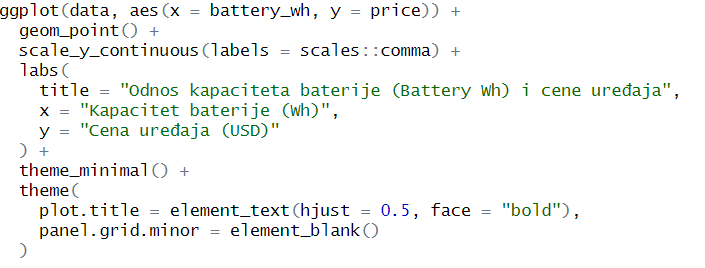 ggplot(data, aes(x = battery_wh, y = price)) +
  geom_point() +
  scale_y_continuous(labels = scales::comma) +
  labs(
    title = "Odnos kapaciteta baterije (Battery Wh) i cene uređaja",
    x = "Kapacitet baterije (Wh)",
    y = "Cena uređaja (USD)"
  ) +
  theme_minimal() +
  theme(
    plot.title = element_text(hjust = 0.5, face = "bold"),
    panel.grid.minor = element_blank()
  )